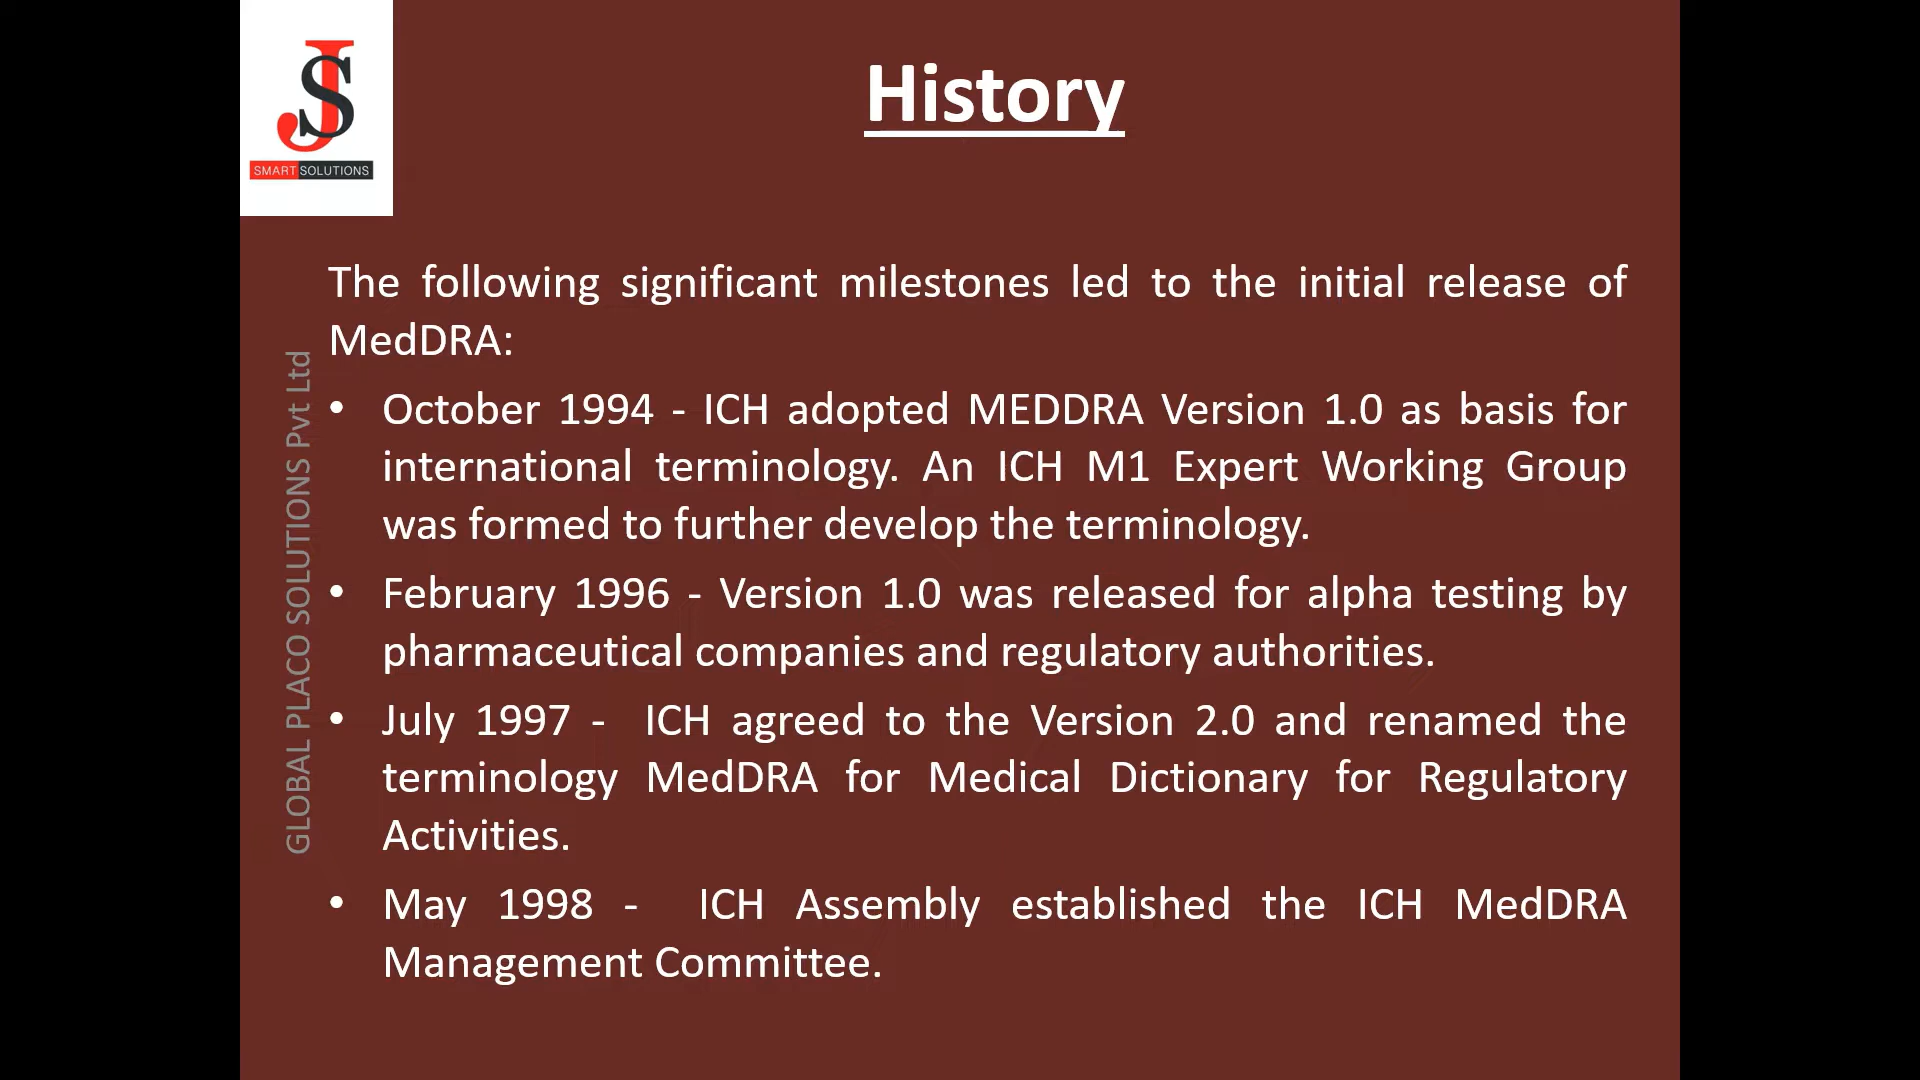 JS
SMART SOLUTIONS
History
The following significant milestones led to the initial release of
MedDRA:
• October 1994 - ICH adopted MEDDRA Version 1.0 as basis for
international terminology. An ICH M1 Expert Working Group
was formed to further develop the terminology.
• February 1996 - Version 1.0 was released for alpha testing by
pharmaceutical companies and regulatory authorities.
• July 1997 - ICH agreed to the Version 2.0 and renamed the
terminology MedDRA for Medical Dictionary for Regulatory
Activities.
• May 1998 - ICH Assembly established the ICH MedDRA
Management Committee.
GLOBAL PLACO SOLUTIONS Pvt Ltd